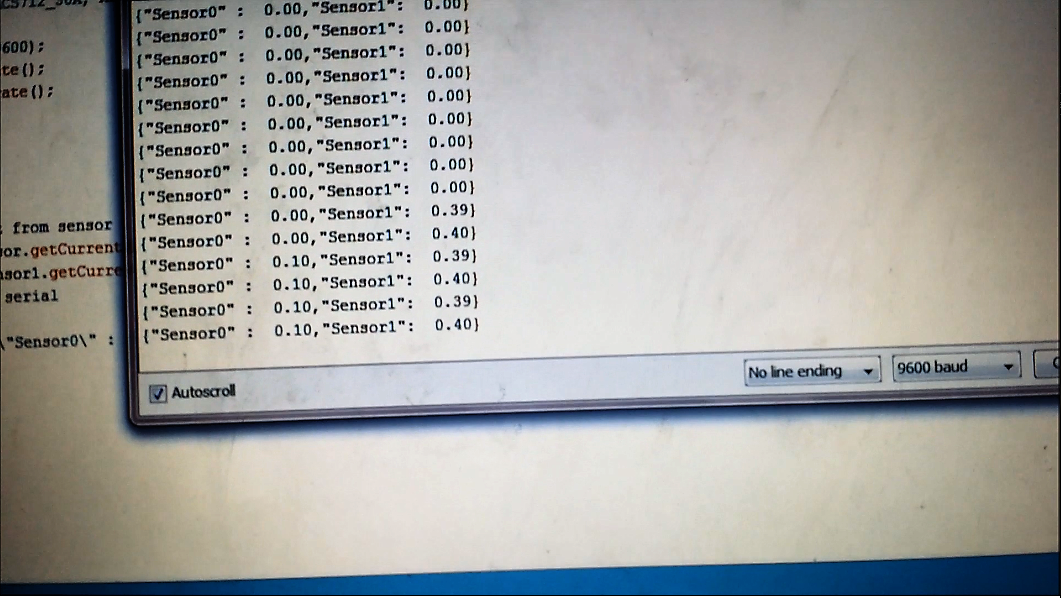 600);
te();
ate();
from sensor
or.getCurrent
sor1.getCurre
serial
\"Sensor0\" :
{"Sensor0" : 0.00,"Sensor1": 0.00}
{"Sensor0" : 0.00,"Sensor1": 0.00}
{"Sensor0" : 0.00,"Sensor1": 0.00}
{"Sensor0" : 0.00,"Sensor1": 0.00}
{"Sensor0" : 0.00,"Sensor1": 0.00}
{"Sensor0" : 0.00,"Sensor1": 0.00}
{"Sensor0" : 0.00,"Sensor1": 0.00}
{"Sensor0" : 0.00,"Sensor1": 0.00}
{"Sensor0" : 0.00,"Sensor1": 0.00}
{"Sensor0" : 0.00,"Sensor1": 0.39}
{"Sensor0" : 0.00,"Sensor1": 0.40}
{"Sensor0" : 0.10,"Sensor1": 0.39}
{"Sensor0" : 0.10,"Sensor1": 0.40}
{"Sensor0" : 0.10,"Sensor1": 0.39}
{"Sensor0" : 0.10,"Sensor1": 0.40}
Autoscroll
No line ending
9600 baud